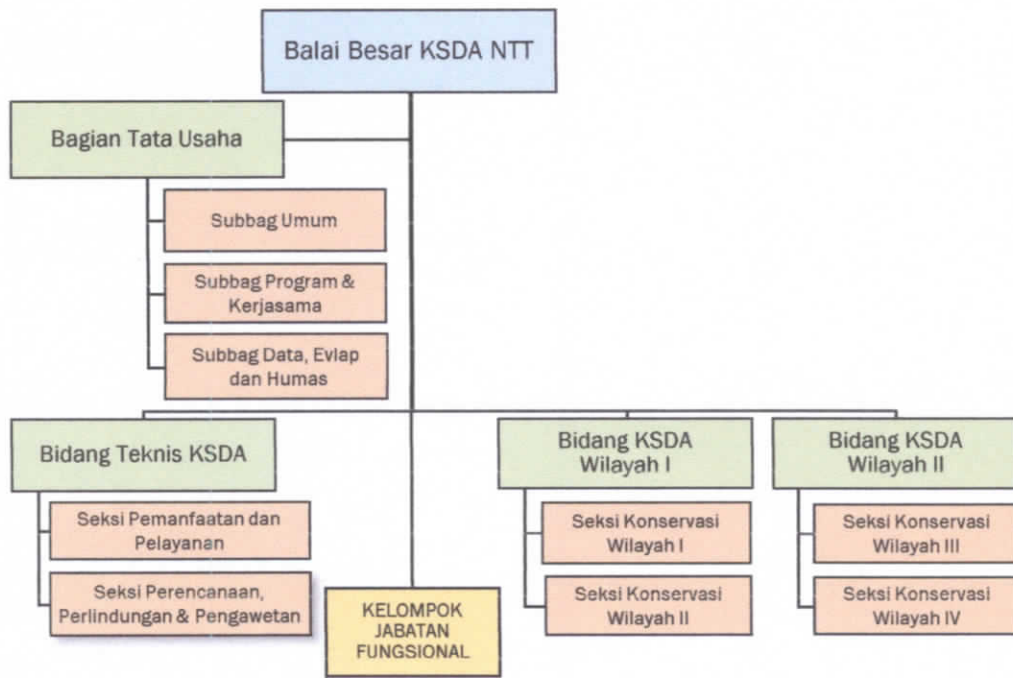 Balai Besar KSDA NTT
Bagian Tata Usaha
Subbag Umum
Subbag Program &
Kerjasama
Subbag Data, Evlap
dan Humas
Bidang Teknis KSDA
Seksi Pemanfaatan dan
Pelayanan
Seksi Perencanaan,
Perlindungan & Pengawetan
KELOMPOK
JABATAN
FUNGSIONAL
Bidang KSDA
Wilayah I
Seksi Konservasi
Wilayah I
Seksi Konservasi
Wilayah II
Bidang KSDA
Wilayah II
Seksi Konservasi
Wilayah III
Seksi Konservasi
Wilayah IV